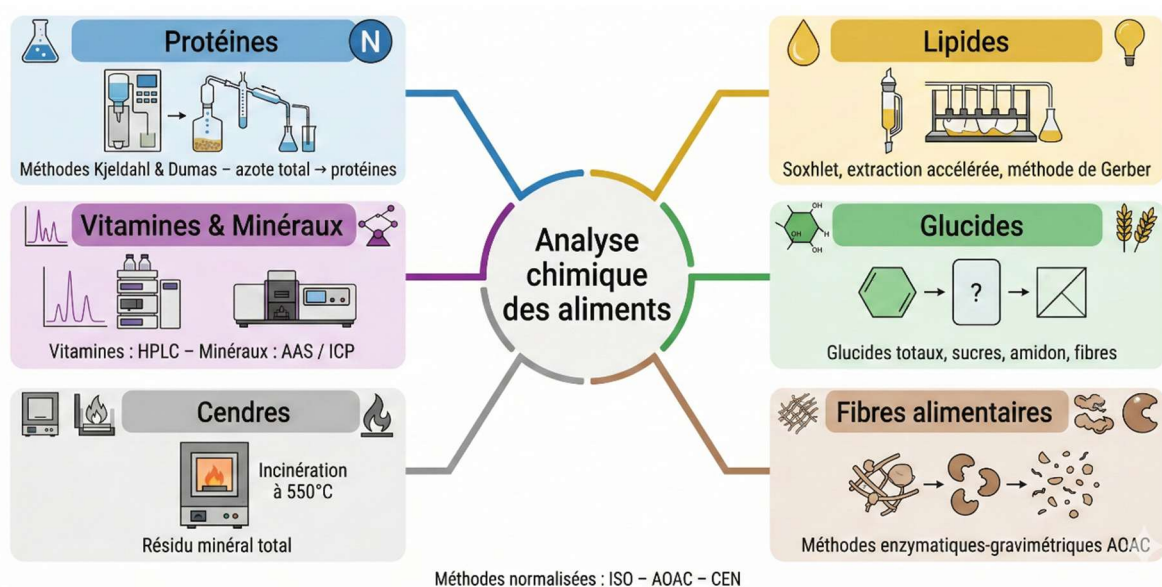 Protéines
N
Méthodes Kjeldahl & Dumas – azote total → protéines
Vitamines & Minéraux
Vitamines : HPLC – Minéraux : AAS / ICP
Cendres
Incinération
à 550°C
Résidu minéral total
Analyse
chimique
des aliments
Lipides
Soxhlet, extraction accélérée, méthode de Gerber
OH
OH
H
OH
Glucides
?
Glucides totaux, sucres, amidon, fibres
Fibres alimentaires
Méthodes enzymatiques-gravimétriques AOAC
Méthodes normalisées : ISO – AOAC – CEN